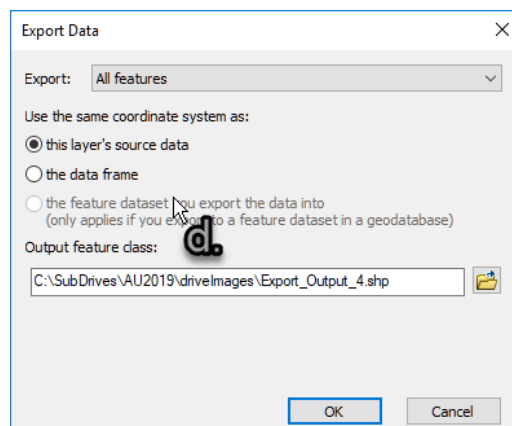 Export Data
Export: All features
Use the same coordinate system as:
this layer's source data
the data frame
the feature dataset you export the data into
(only applies if you export to a feature dataset in a geodatabase)
d.
Output feature class:
C:\SubDrives\AU2019\driveImages\Export_Output_4.shp
OK Cancel